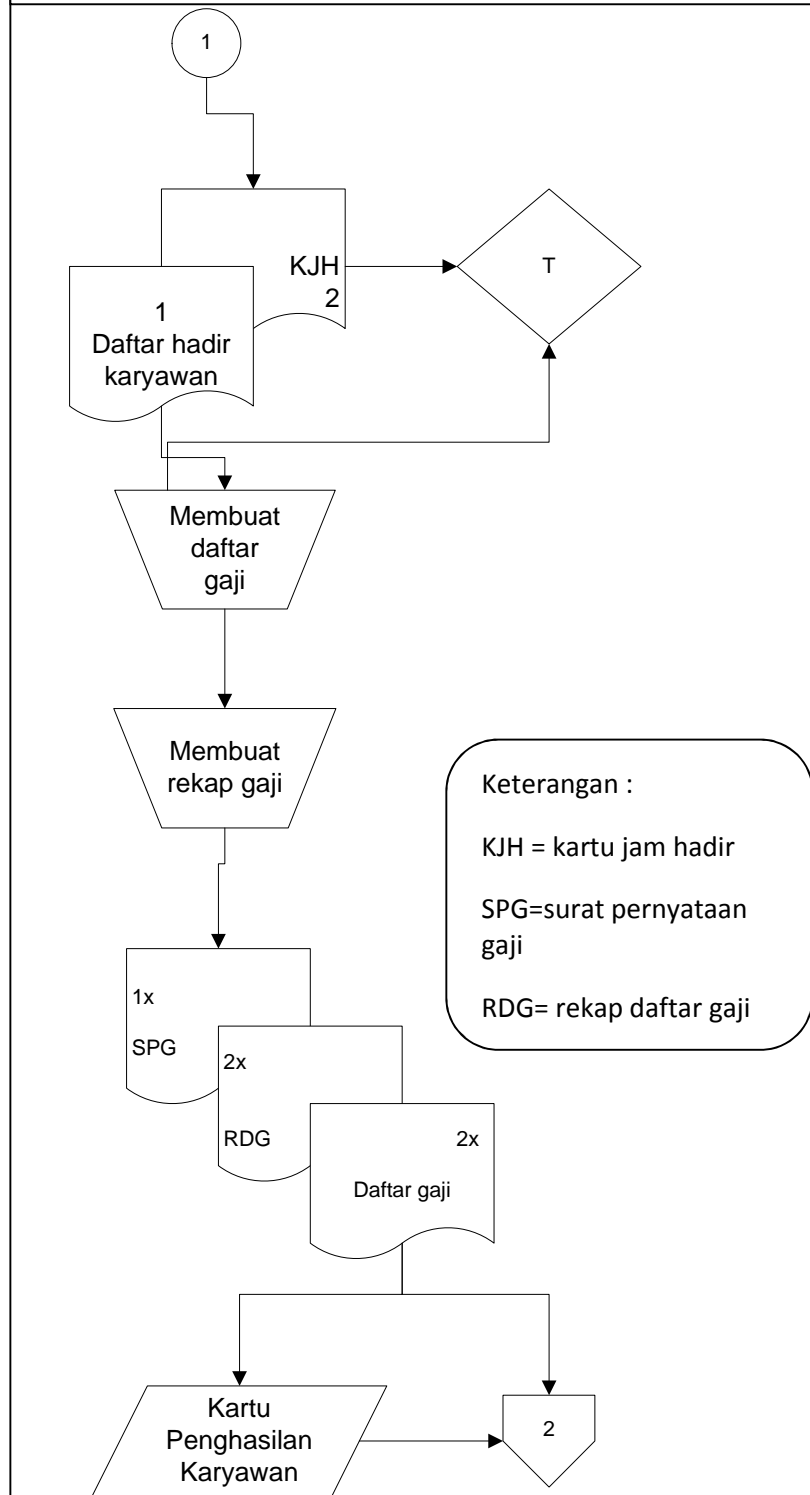 1
KJH
2
T
1
Daftar hadir
karyawan
Membuat
daftar
gaji
Membuat
rekap gaji
Keterangan :
KJH = kartu jam hadir
SPG=surat pernyataan
gaji
RDG= rekap daftar gaji
1x
SPG
2x
RDG
2x
Daftar gaji
Kartu
Penghasilan
Karyawan
2